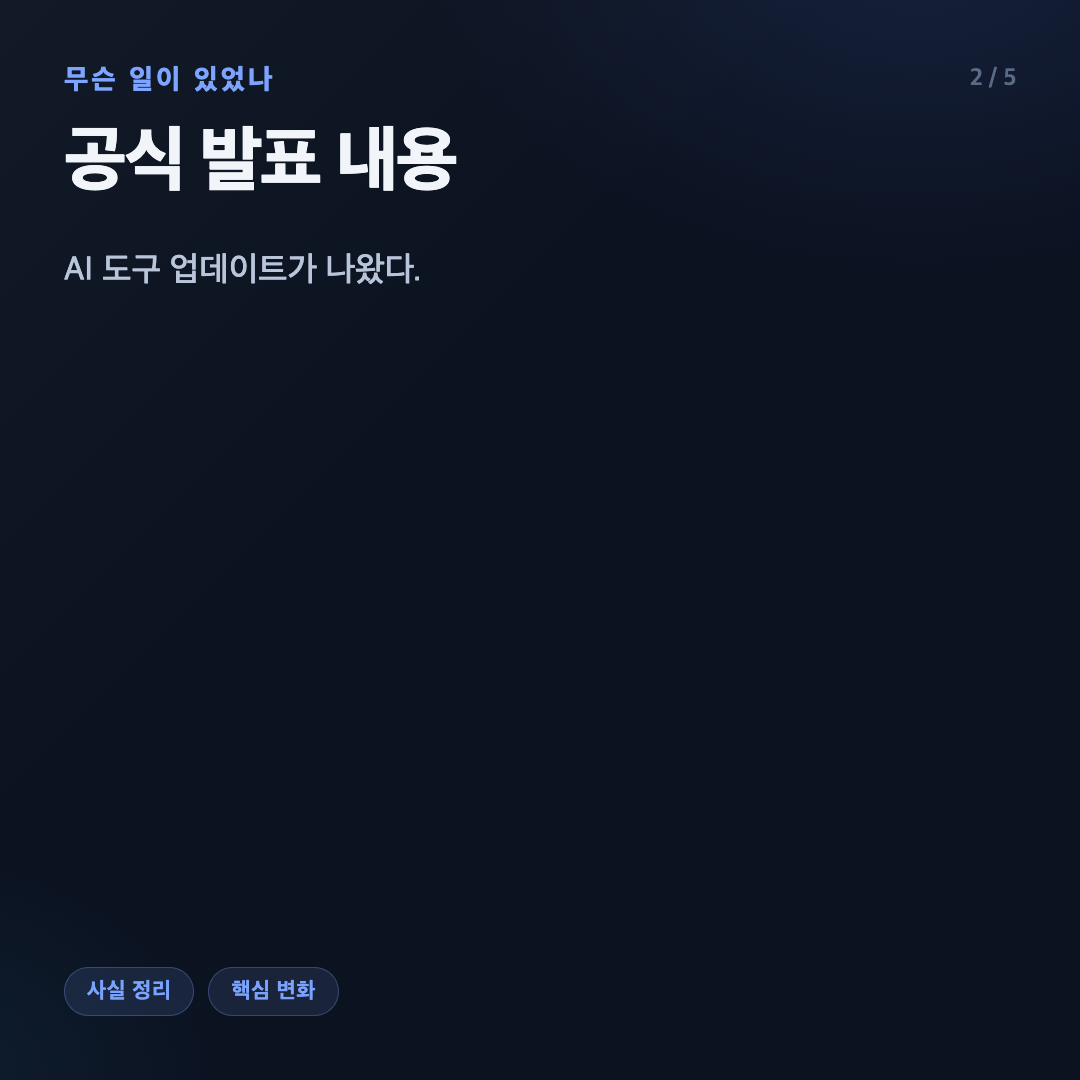 무슨 일이 있었나
2 / 5
공식 발표 내용
AI 도구 업데이트가 나왔다.
사실 정리
핵심 변화